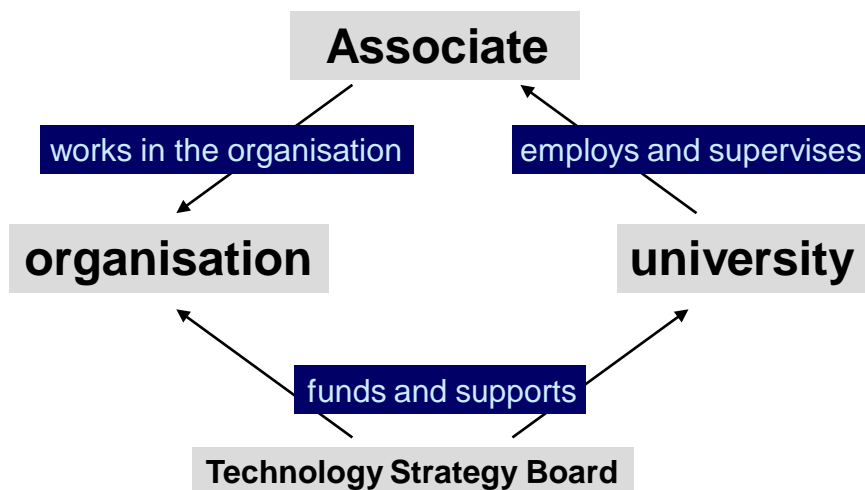 Associate
works in the organisation
employs and supervises
organisation
university
funds and supports
Technology Strategy Board